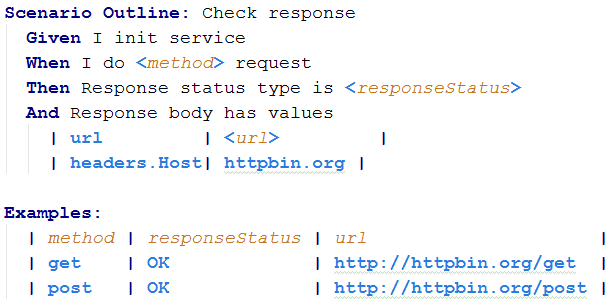 Scenario Outline: Check response
Given I init service
When I do <method> request
Then Response status type is <responseStatus>
And Response body has values
| url | <url> |
| headers.Host| httpbin.org |
Examples:
| method | responseStatus | url |
| get | OK | http://httpbin.org/get |
| post | OK | http://httpbin.org/post |